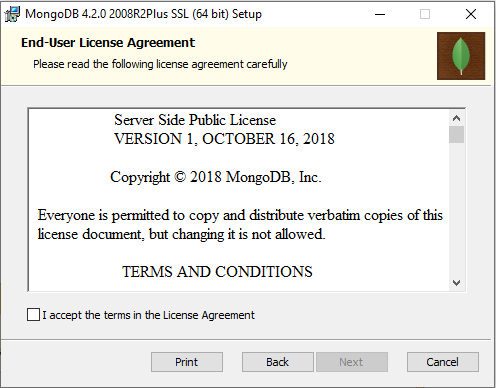 MongoDB 4.2.0 2008R2Plus SSL (64 bit) Setup
End-User License Agreement
Please read the following license agreement carefully
Server Side Public License
VERSION 1, OCTOBER 16, 2018
Copyright © 2018 MongoDB, Inc.
Everyone is permitted to copy and distribute verbatim copies of this
license document, but changing it is not allowed.
TERMS AND CONDITIONS
I accept the terms in the License Agreement
Print Back Next Cancel